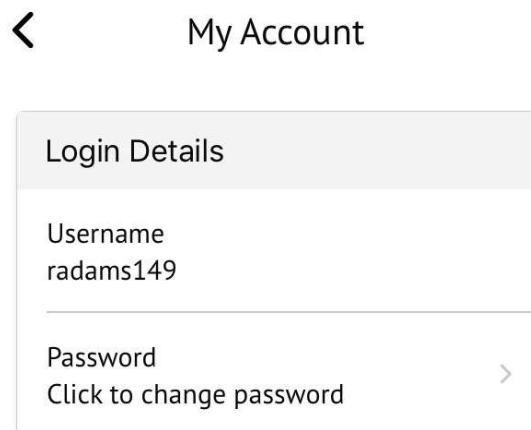 My Account
Login Details
Username
radams149
Password
Click to change password